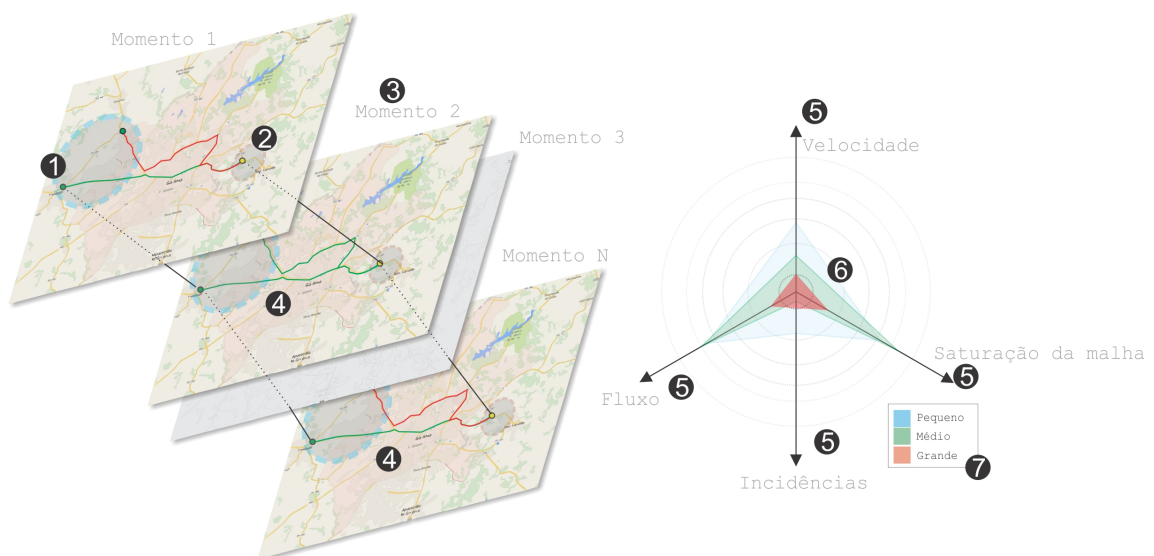 Momento 1
3
Momento 2
Momento 3
Momento N
1
2
4
4
5
Velocidade
6
Saturação da malha
5
Fluxo
5
5
Incidências
Pequeno
Médio
Grande
7